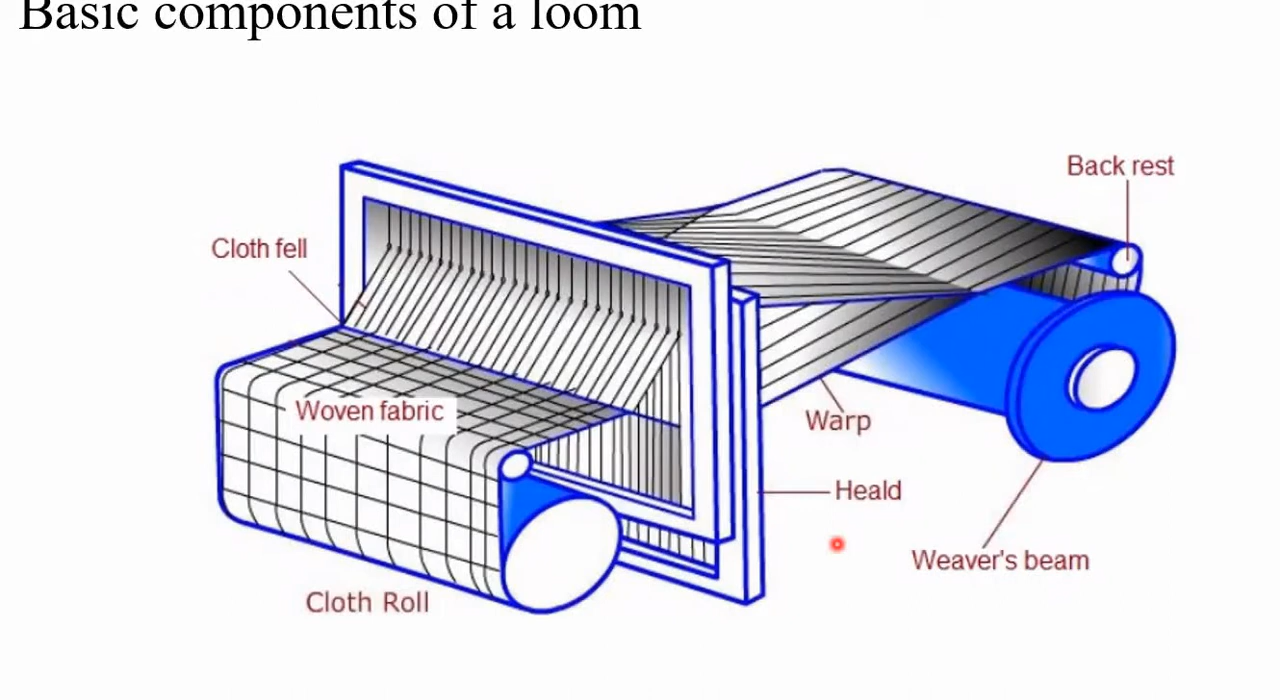 Basic components of a loom
Back rest
Cloth fell
Woven fabric
Warp
Heald
Weaver's beam
Cloth Roll